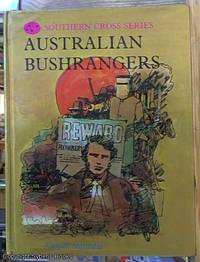 SOUTHERN CROSS SERIES
AUSTRALIAN
BUSHRANGERS
REWARD